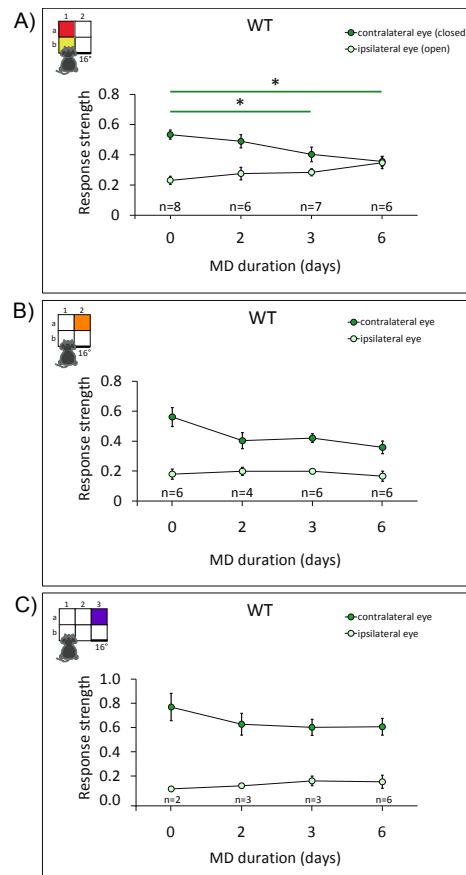 A)
WT
1 2
a
b
16°
contralateral eye (closed)
ipsilateral eye (open)
*
*
Response strength
0.8
0.6
0.4
0.2
0
n=8 n=6 n=7 n=6
0 2 3 6
MD duration (days)
B)
WT
1 2
a
b
16°
contralateral eye
ipsilateral eye
Response strength
0.8
0.6
0.4
0.2
0
n=6 n=4 n=6 n=6
0 2 3 6
MD duration (days)
C)
WT
1 2 3
a
b
16°
contralateral eye
ipsilateral eye
Response strength
1.0
0.8
0.6
0.4
0.2
0.0
n=2 n=3 n=3 n=6
0 2 3 6
MD duration (days)